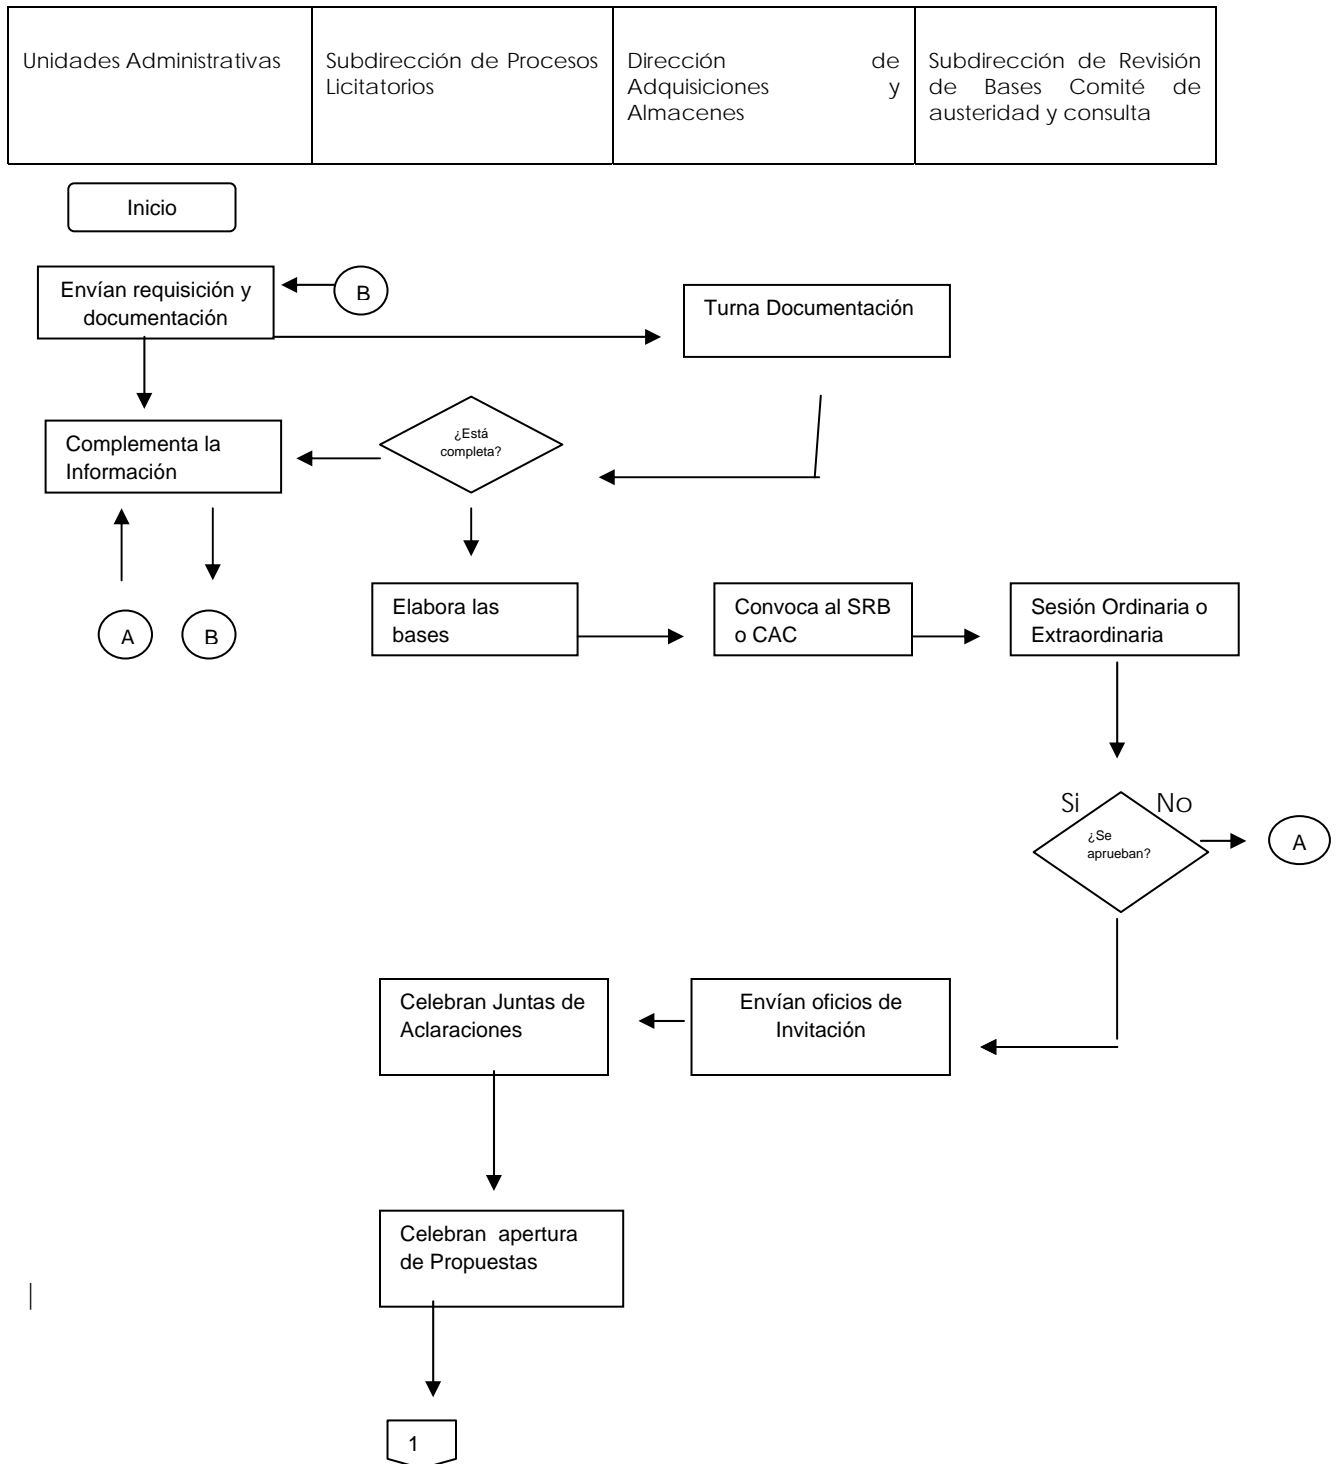 Unidades Administrativas
Subdirección de Procesos
Licitatorios
Dirección de
Adquisiciones y
Almacenes
Subdirección de Revisión
de Bases Comité de
austeridad y consulta
Inicio
Envían requisición y
documentación
B
Turna Documentación
¿Está
completa?
Complementa la
Información
A
B
Elabora las
bases
Convoca al SRB
o CAC
Sesión Ordinaria o
Extraordinaria
Si
No
¿Se
aprueban?
A
Celebran Juntas de
Aclaraciones
Envían oficios de
Invitación
Celebran apertura
de Propuestas
1